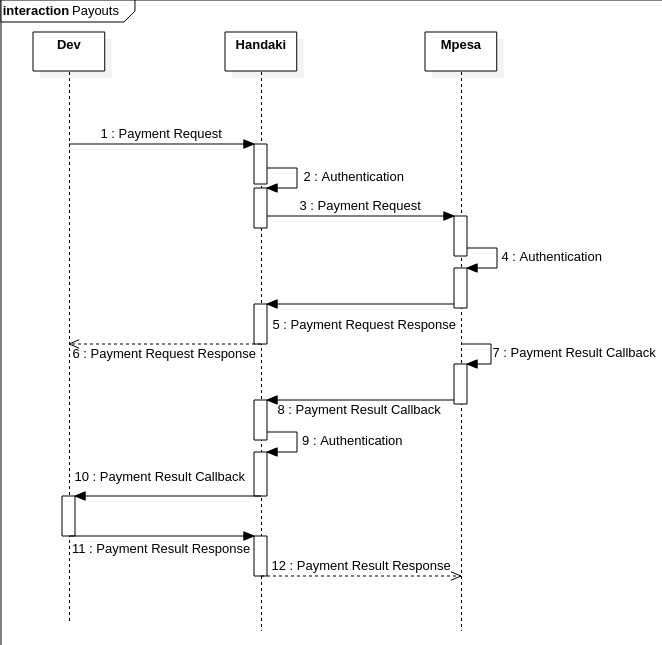 interaction Payouts
Dev
Handaki
Mpesa
1 : Payment Request
2 : Authentication
3 : Payment Request
4 : Authentication
5 : Payment Request Response
6 : Payment Request Response
7 : Payment Result Callback
8 : Payment Result Callback
9 : Authentication
10 : Payment Result Callback
11 : Payment Result Response
12 : Payment Result Response